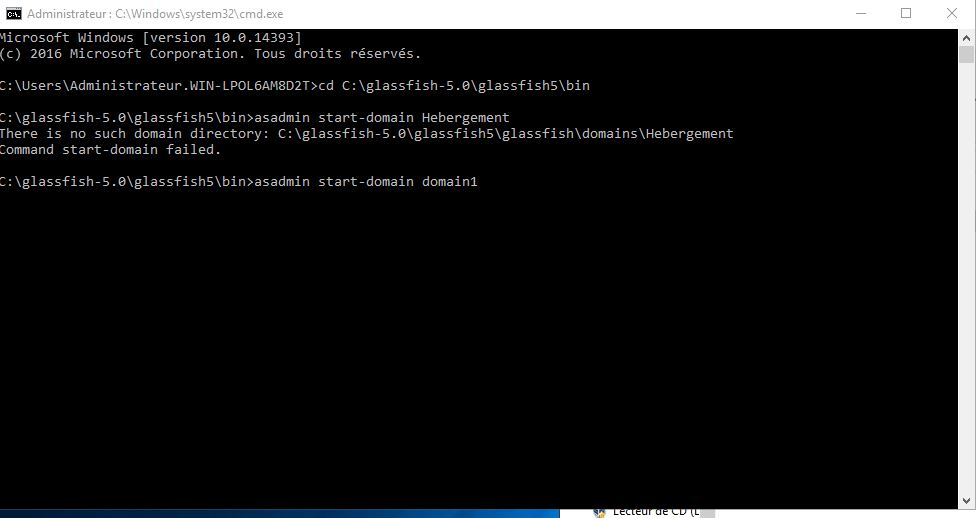 Administrateur : C:\Windows\system32\cmd.exe
Microsoft Windows [version 10.0.14393]
(c) 2016 Microsoft Corporation. Tous droits réservés.
C:\Users\Administrateur.WIN-LPOL6AM8D2T>cd C:\glassfish-5.0\glassfish5\bin
C:\glassfish-5.0\glassfish5\bin>asadmin start-domain Hebergement
There is no such domain directory: C:\glassfish-5.0\glassfish5\glassfish\domains\Hebergement
Command start-domain failed.
C:\glassfish-5.0\glassfish5\bin>asadmin start-domain domain1
Lecteur de CD (L